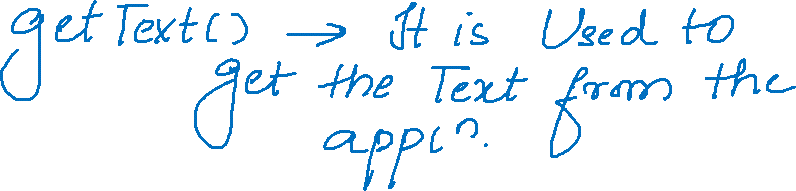 getText() → It is Used to
get the Text from the
appln.